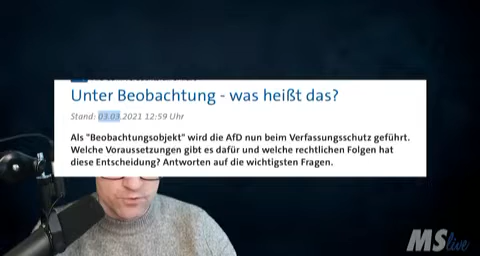 Unter Beobachtung - was heißt das?
Stand: 03.03.2021 12:59 Uhr
Als "Beobachtungsobjekt" wird die AfD nun beim Verfassungsschutz geführt.
Welche Voraussetzungen gibt es dafür und welche rechtlichen Folgen hat
diese Entscheidung? Antworten auf die wichtigsten Fragen.
MSlive